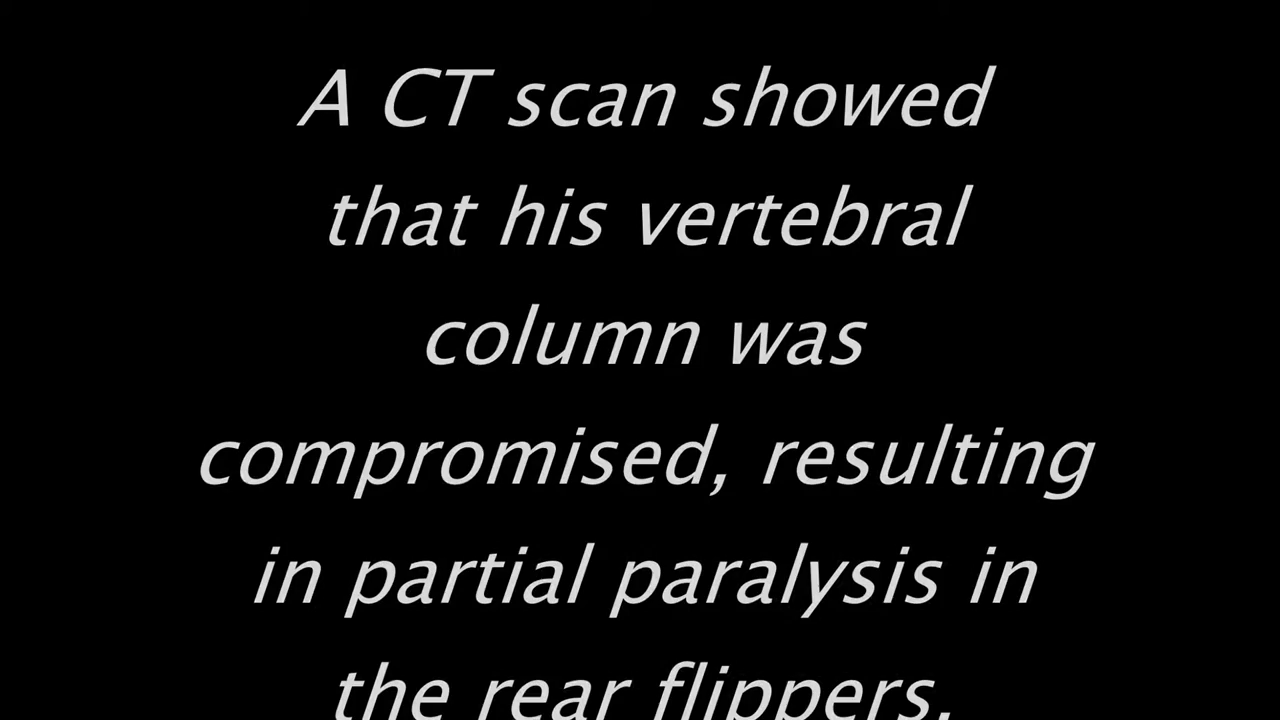 A CT scan showed
that his vertebral
column was
compromised, resulting
in partial paralysis in
the rear flippers.